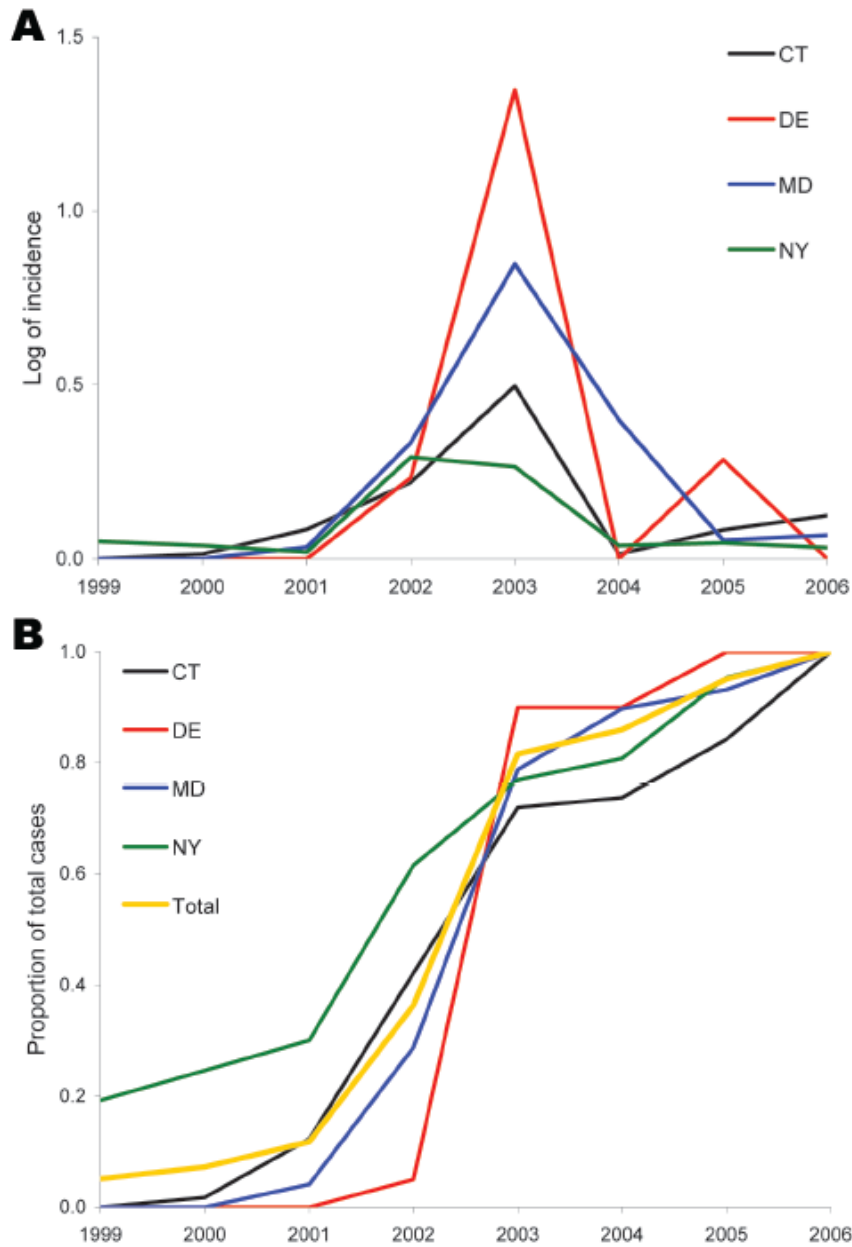 A
1.5
1.0
0.5
0.0
Log of incidence
CT
DE
MD
NY
1999 2000 2001 2002 2003 2004 2005 2006
B
1.0
0.8
0.6
0.4
0.2
0.0
Proportion of total cases
CT
DE
MD
NY
Total
1999 2000 2001 2002 2003 2004 2005 2006